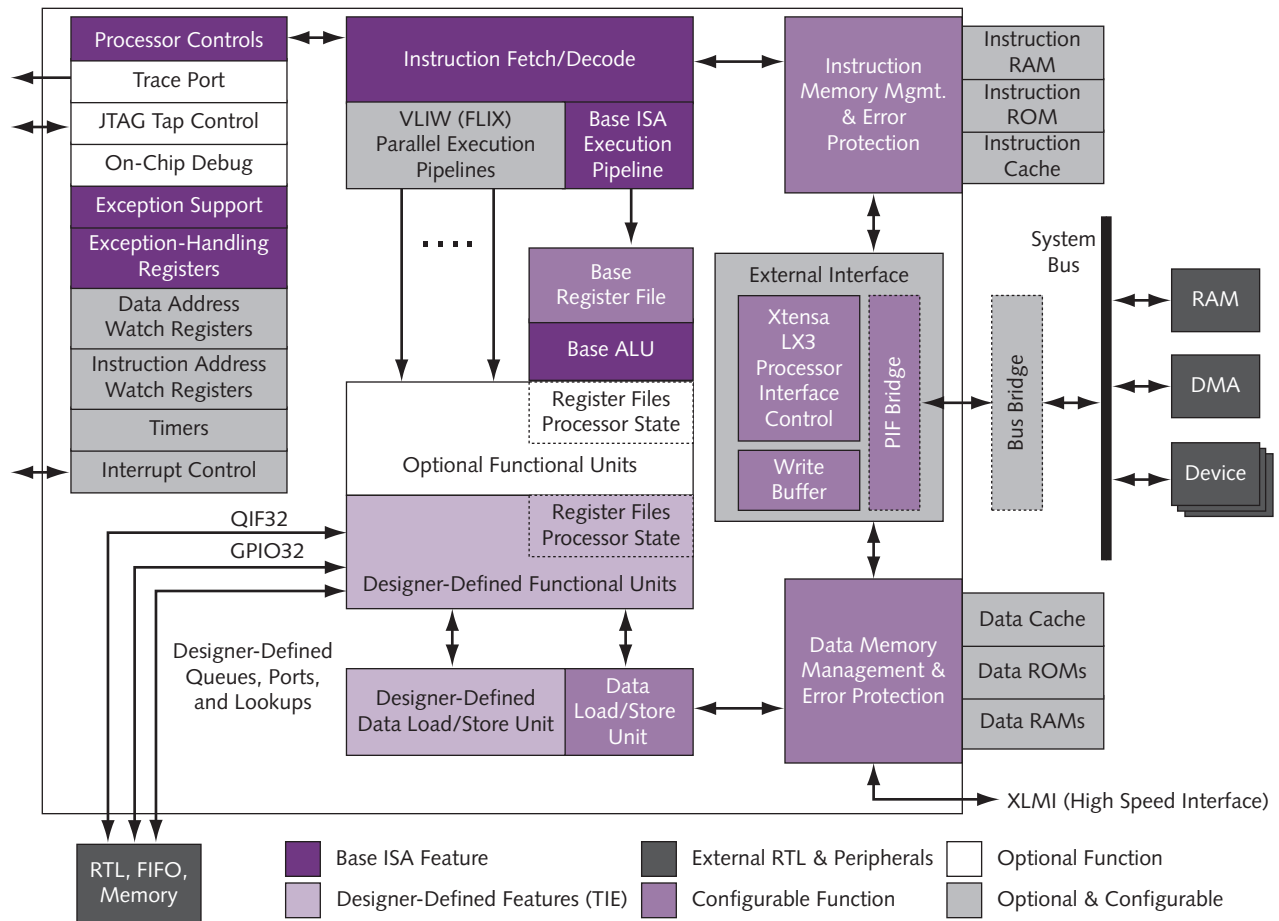 Processor Controls
Trace Port
JTAG Tap Control
On-Chip Debug
Exception Support
Exception-Handling
Registers
Data Address
Watch Registers
Instruction Address
Watch Registers
Timers
Interrupt Control
Instruction Fetch/Decode
VLIW (FLIX)
Parallel Execution
Pipelines
Base ISA
Execution
Pipeline
Base
Register File
Base ALU
Register Files
Processor State
Optional Functional Units
Register Files
Processor State
Designer-Defined Functional Units
QIF32
GPIO32
Designer-Defined
Queues, Ports,
and Lookups
Designer-Defined
Data Load/Store Unit
Data
Load/Store
Unit
Instruction
Memory Mgmt.
& Error
Protection
Instruction
RAM
Instruction
ROM
Instruction
Cache
External Interface
Xtensa
LX3
Processor
Interface
Control
Write
Buffer
PIF Bridge
Bus Bridge
System
Bus
RAM
DMA
Device
Data Memory
Management &
Error Protection
Data Cache
Data ROMs
Data RAMs
XLMI (High Speed Interface)
RTL, FIFO,
Memory
Base ISA Feature
Designer-Defined Features (TIE)
External RTL & Peripherals
Configurable Function
Optional Function
Optional & Configurable